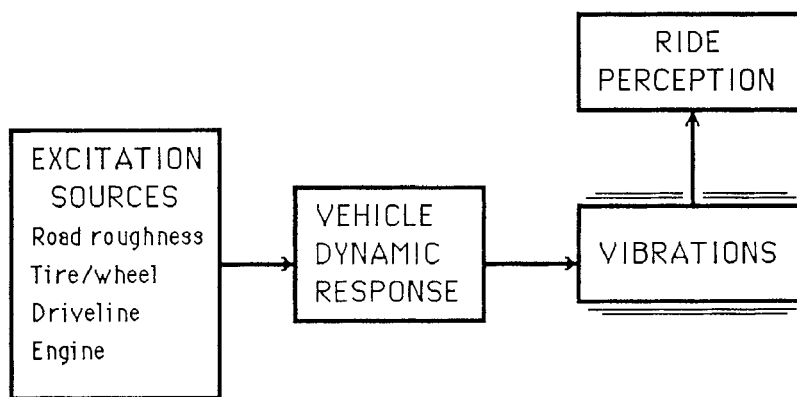 EXCITATION
SOURCES
Road roughness
Tire/wheel
Driveline
Engine
VEHICLE
DYNAMIC
RESPONSE
VIBRATIONS
RIDE
PERCEPTION